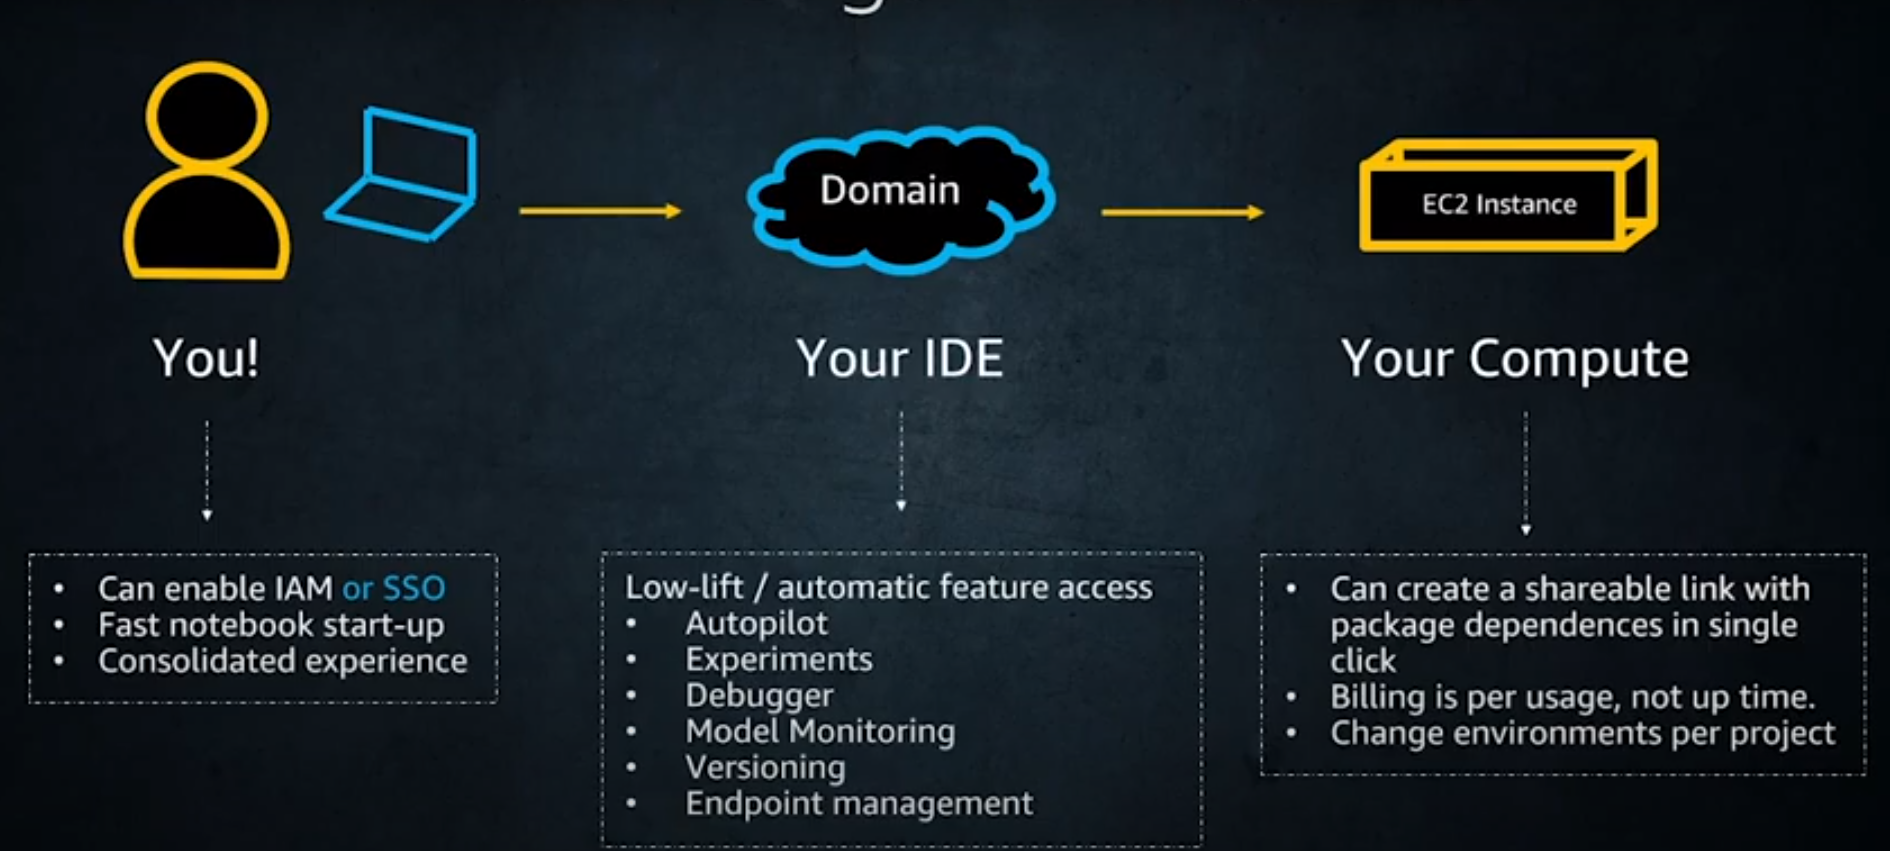 Domain
EC2 Instance
You!
Your IDE
Your Compute
• Can enable IAM or SSO
• Fast notebook start-up
• Consolidated experience
Low-lift / automatic feature access
• Autopilot
• Experiments
• Debugger
• Model Monitoring
• Versioning
• Endpoint management
• Can create a shareable link with
package dependences in single
click
• Billing is per usage, not up time.
• Change environments per project